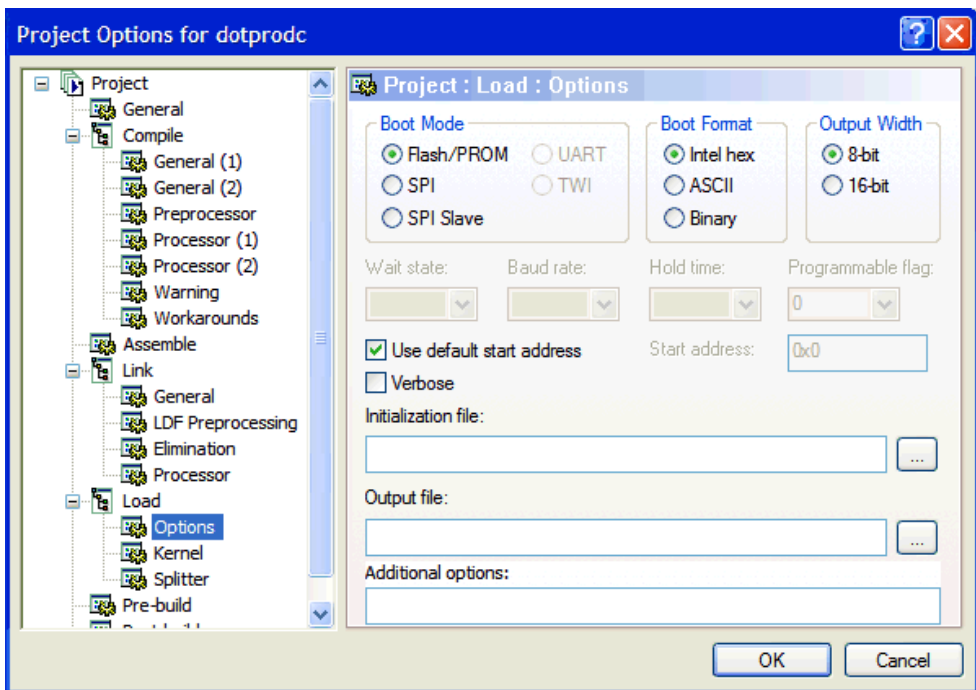 Project Options for dotprodc
Project
General
Compile
General (1)
General (2)
Preprocessor
Processor (1)
Processor (2)
Warning
Workarounds
Assemble
Link
General
LDF Preprocessing
Elimination
Processor
Load
Options
Kernel
Splitter
Pre-build
Project : Load : Options
Boot Mode
Flash/PROM
UART
SPI
TWI
SPI Slave
Boot Format
Intel hex
ASCII
Binary
Output Width
8-bit
16-bit
Wait state:
Baud rate:
Hold time:
Programmable flag:
0
Use default start address
Start address:
0x0
Verbose
Initialization file:
...
Output file:
...
Additional options:
OK
Cancel